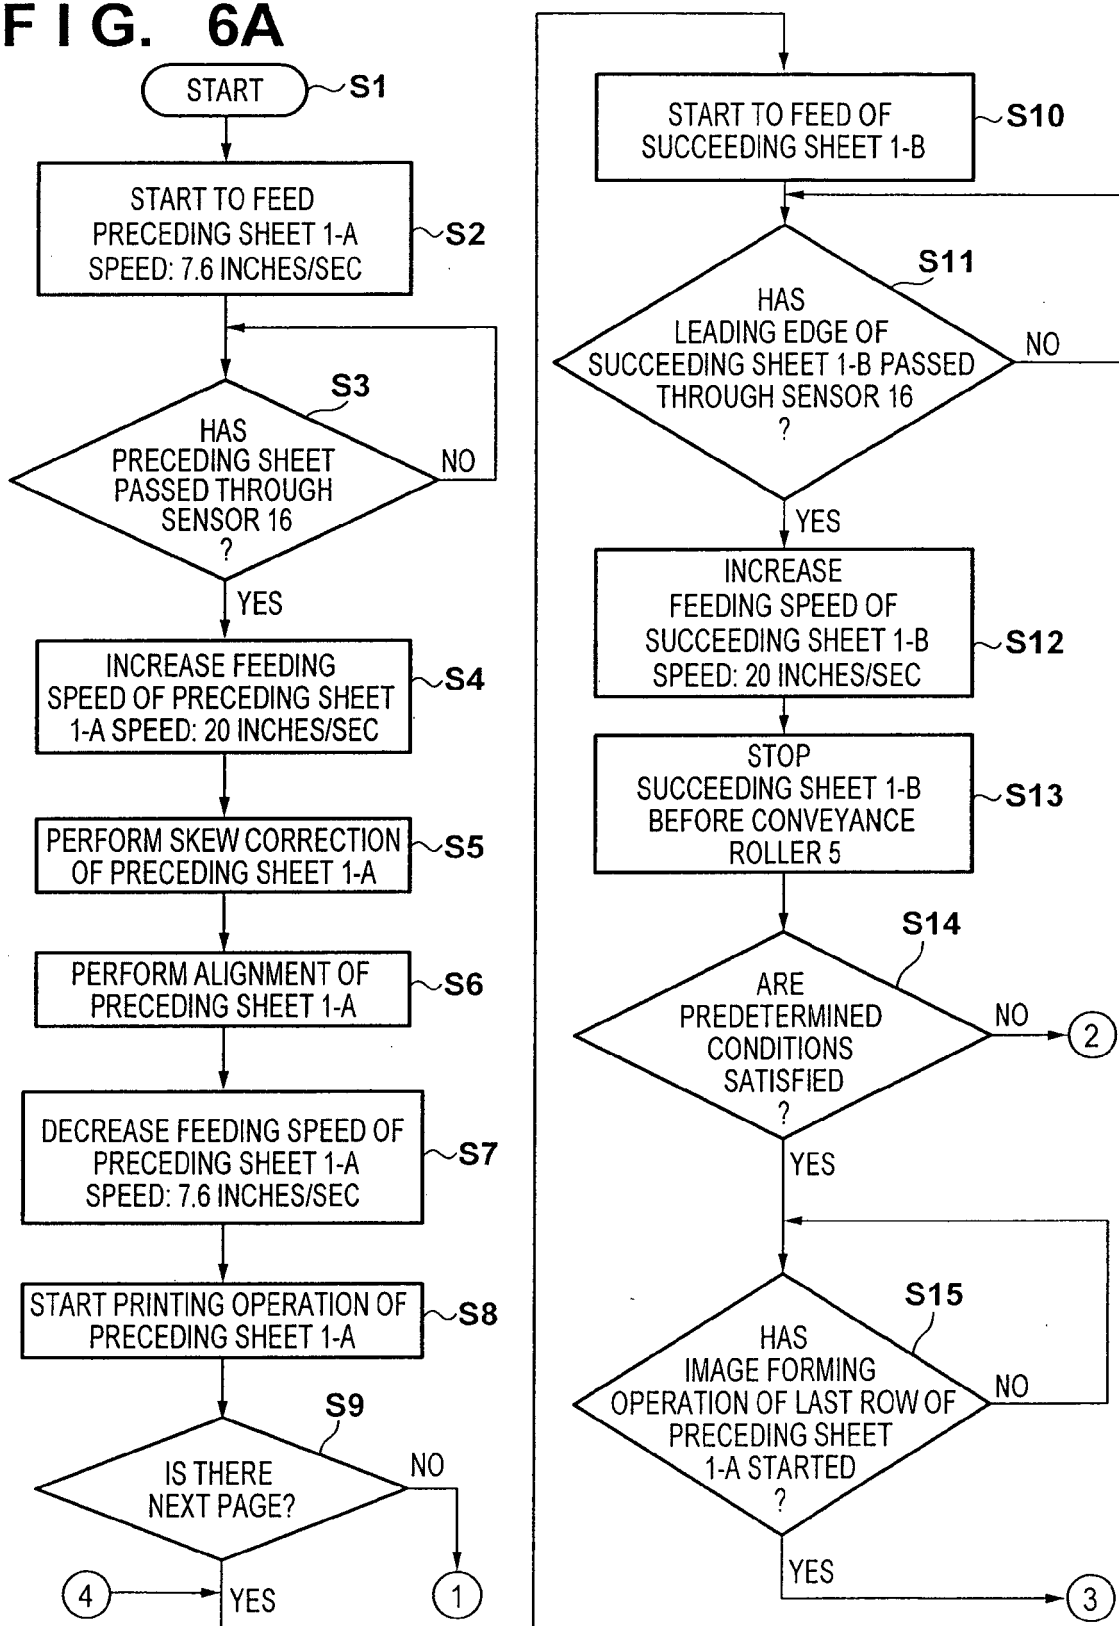 FIG. 6A
START
S1
START TO FEED
PRECEDING SHEET 1-A
SPEED: 7.6 INCHES/SEC
S2
S3
HAS
PRECEDING SHEET
PASSED THROUGH
SENSOR 16
?
NO
YES
INCREASE FEEDING
SPEED OF PRECEDING SHEET
1-A SPEED: 20 INCHES/SEC
S4
PERFORM SKEW CORRECTION
OF PRECEDING SHEET 1-A
S5
PERFORM ALIGNMENT OF
PRECEDING SHEET 1-A
S6
DECREASE FEEDING SPEED OF
PRECEDING SHEET 1-A
SPEED: 7.6 INCHES/SEC
S7
START PRINTING OPERATION OF
PRECEDING SHEET 1-A
S8
S9
IS THERE
NEXT PAGE?
NO
4
YES
1
START TO FEED OF
SUCCEEDING SHEET 1-B
S10
S11
HAS
LEADING EDGE OF
SUCCEEDING SHEET 1-B PASSED
THROUGH SENSOR 16
?
NO
YES
INCREASE
FEEDING SPEED OF
SUCCEEDING SHEET 1-B
SPEED: 20 INCHES/SEC
S12
STOP
SUCCEEDING SHEET 1-B
BEFORE CONVEYANCE
ROLLER 5
S13
S14
ARE
PREDETERMINED
CONDITIONS
SATISFIED
?
NO
2
YES
S15
HAS
IMAGE FORMING
OPERATION OF LAST ROW OF
PRECEDING SHEET
1-A STARTED
?
NO
YES
3